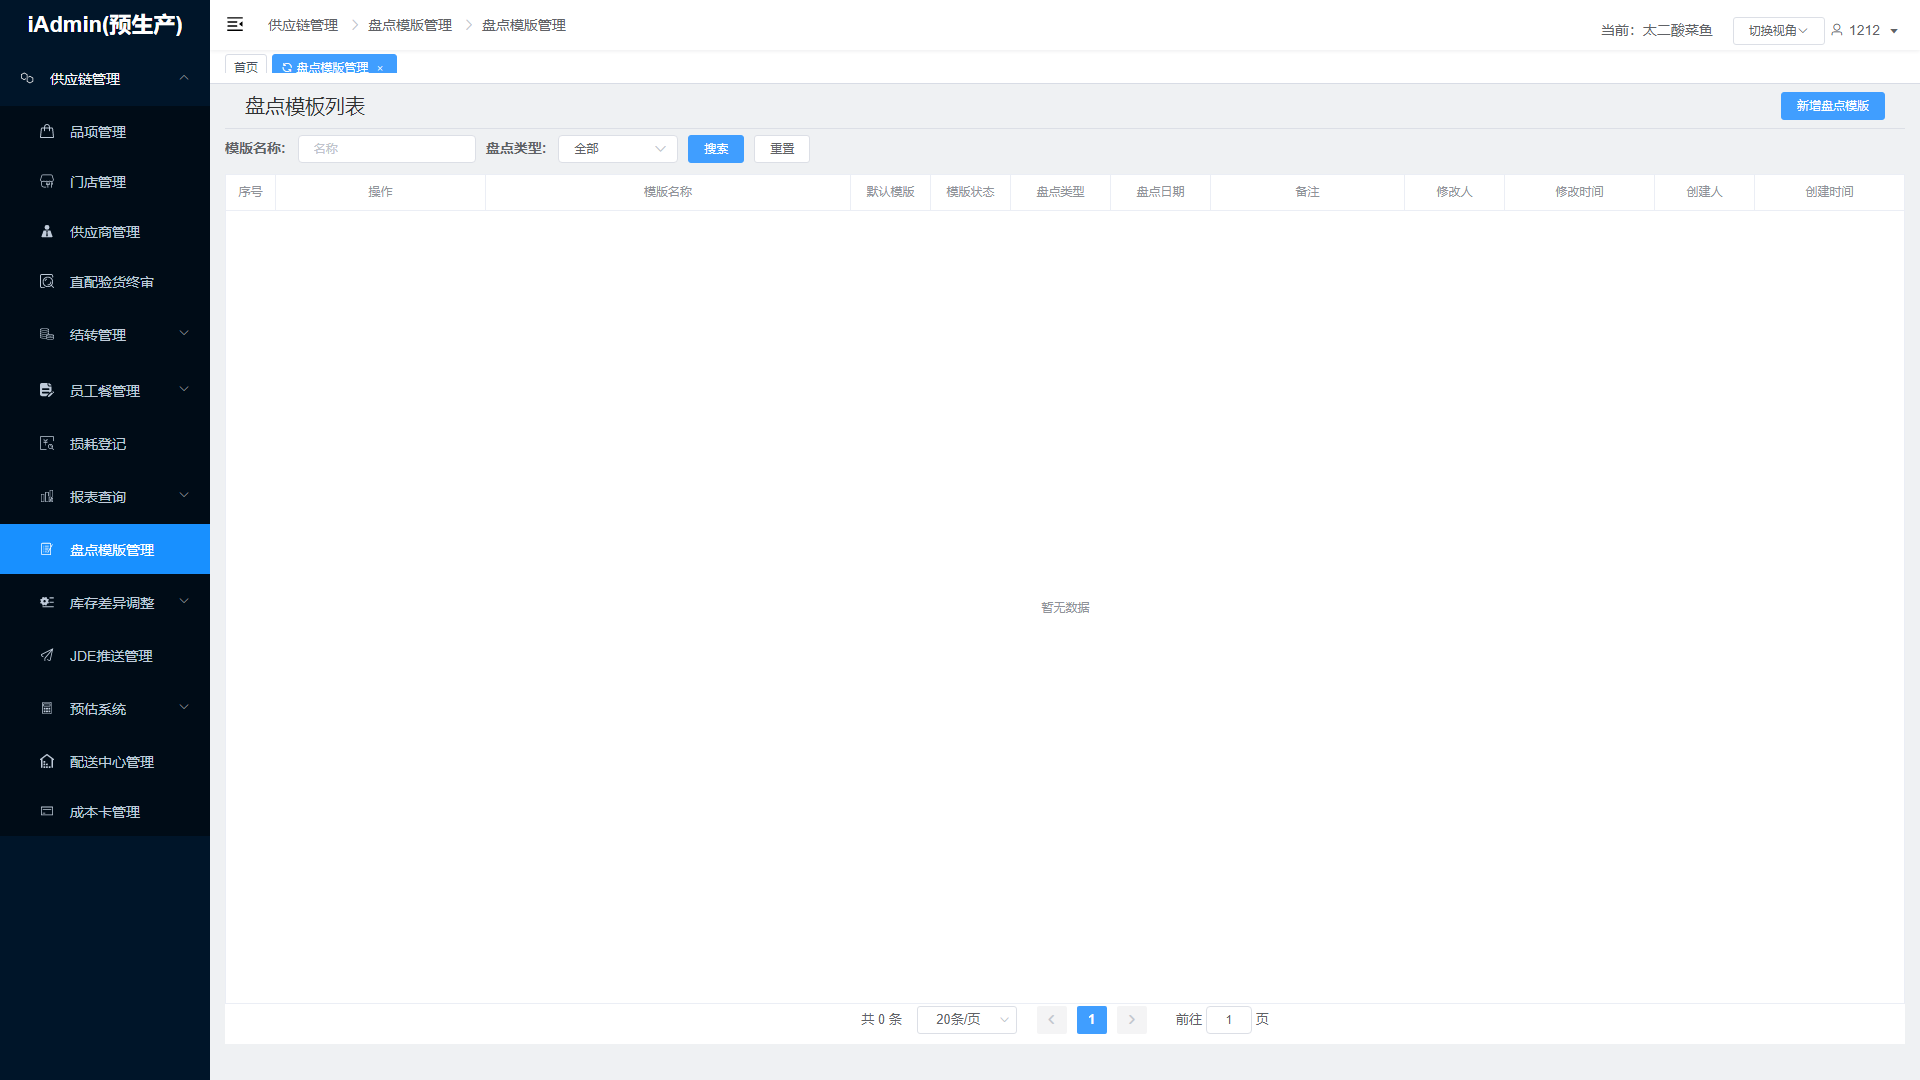 iAdmin(预生产)
供应链管理
品项管理
门店管理
供应商管理
直配验货终审
结转管理
员工餐管理
损耗登记
报表查询
盘点模版管理
库存差异调整
JDE推送管理
预估系统
配送中心管理
成本卡管理
供应链管理 盘点模版管理 盘点模版管理
当前：太二酸菜鱼 切换视角 1212
首页 盘点模版管理 ×
盘点模板列表 新增盘点模版
模版名称: 名称 盘点类型: 全部 搜索 重置
序号 操作 模版名称 默认模版 模版状态 盘点类型 盘点日期 备注 修改人 修改时间 创建人 创建时间
暂无数据
共 0 条 20条/页 1 前往 1 页